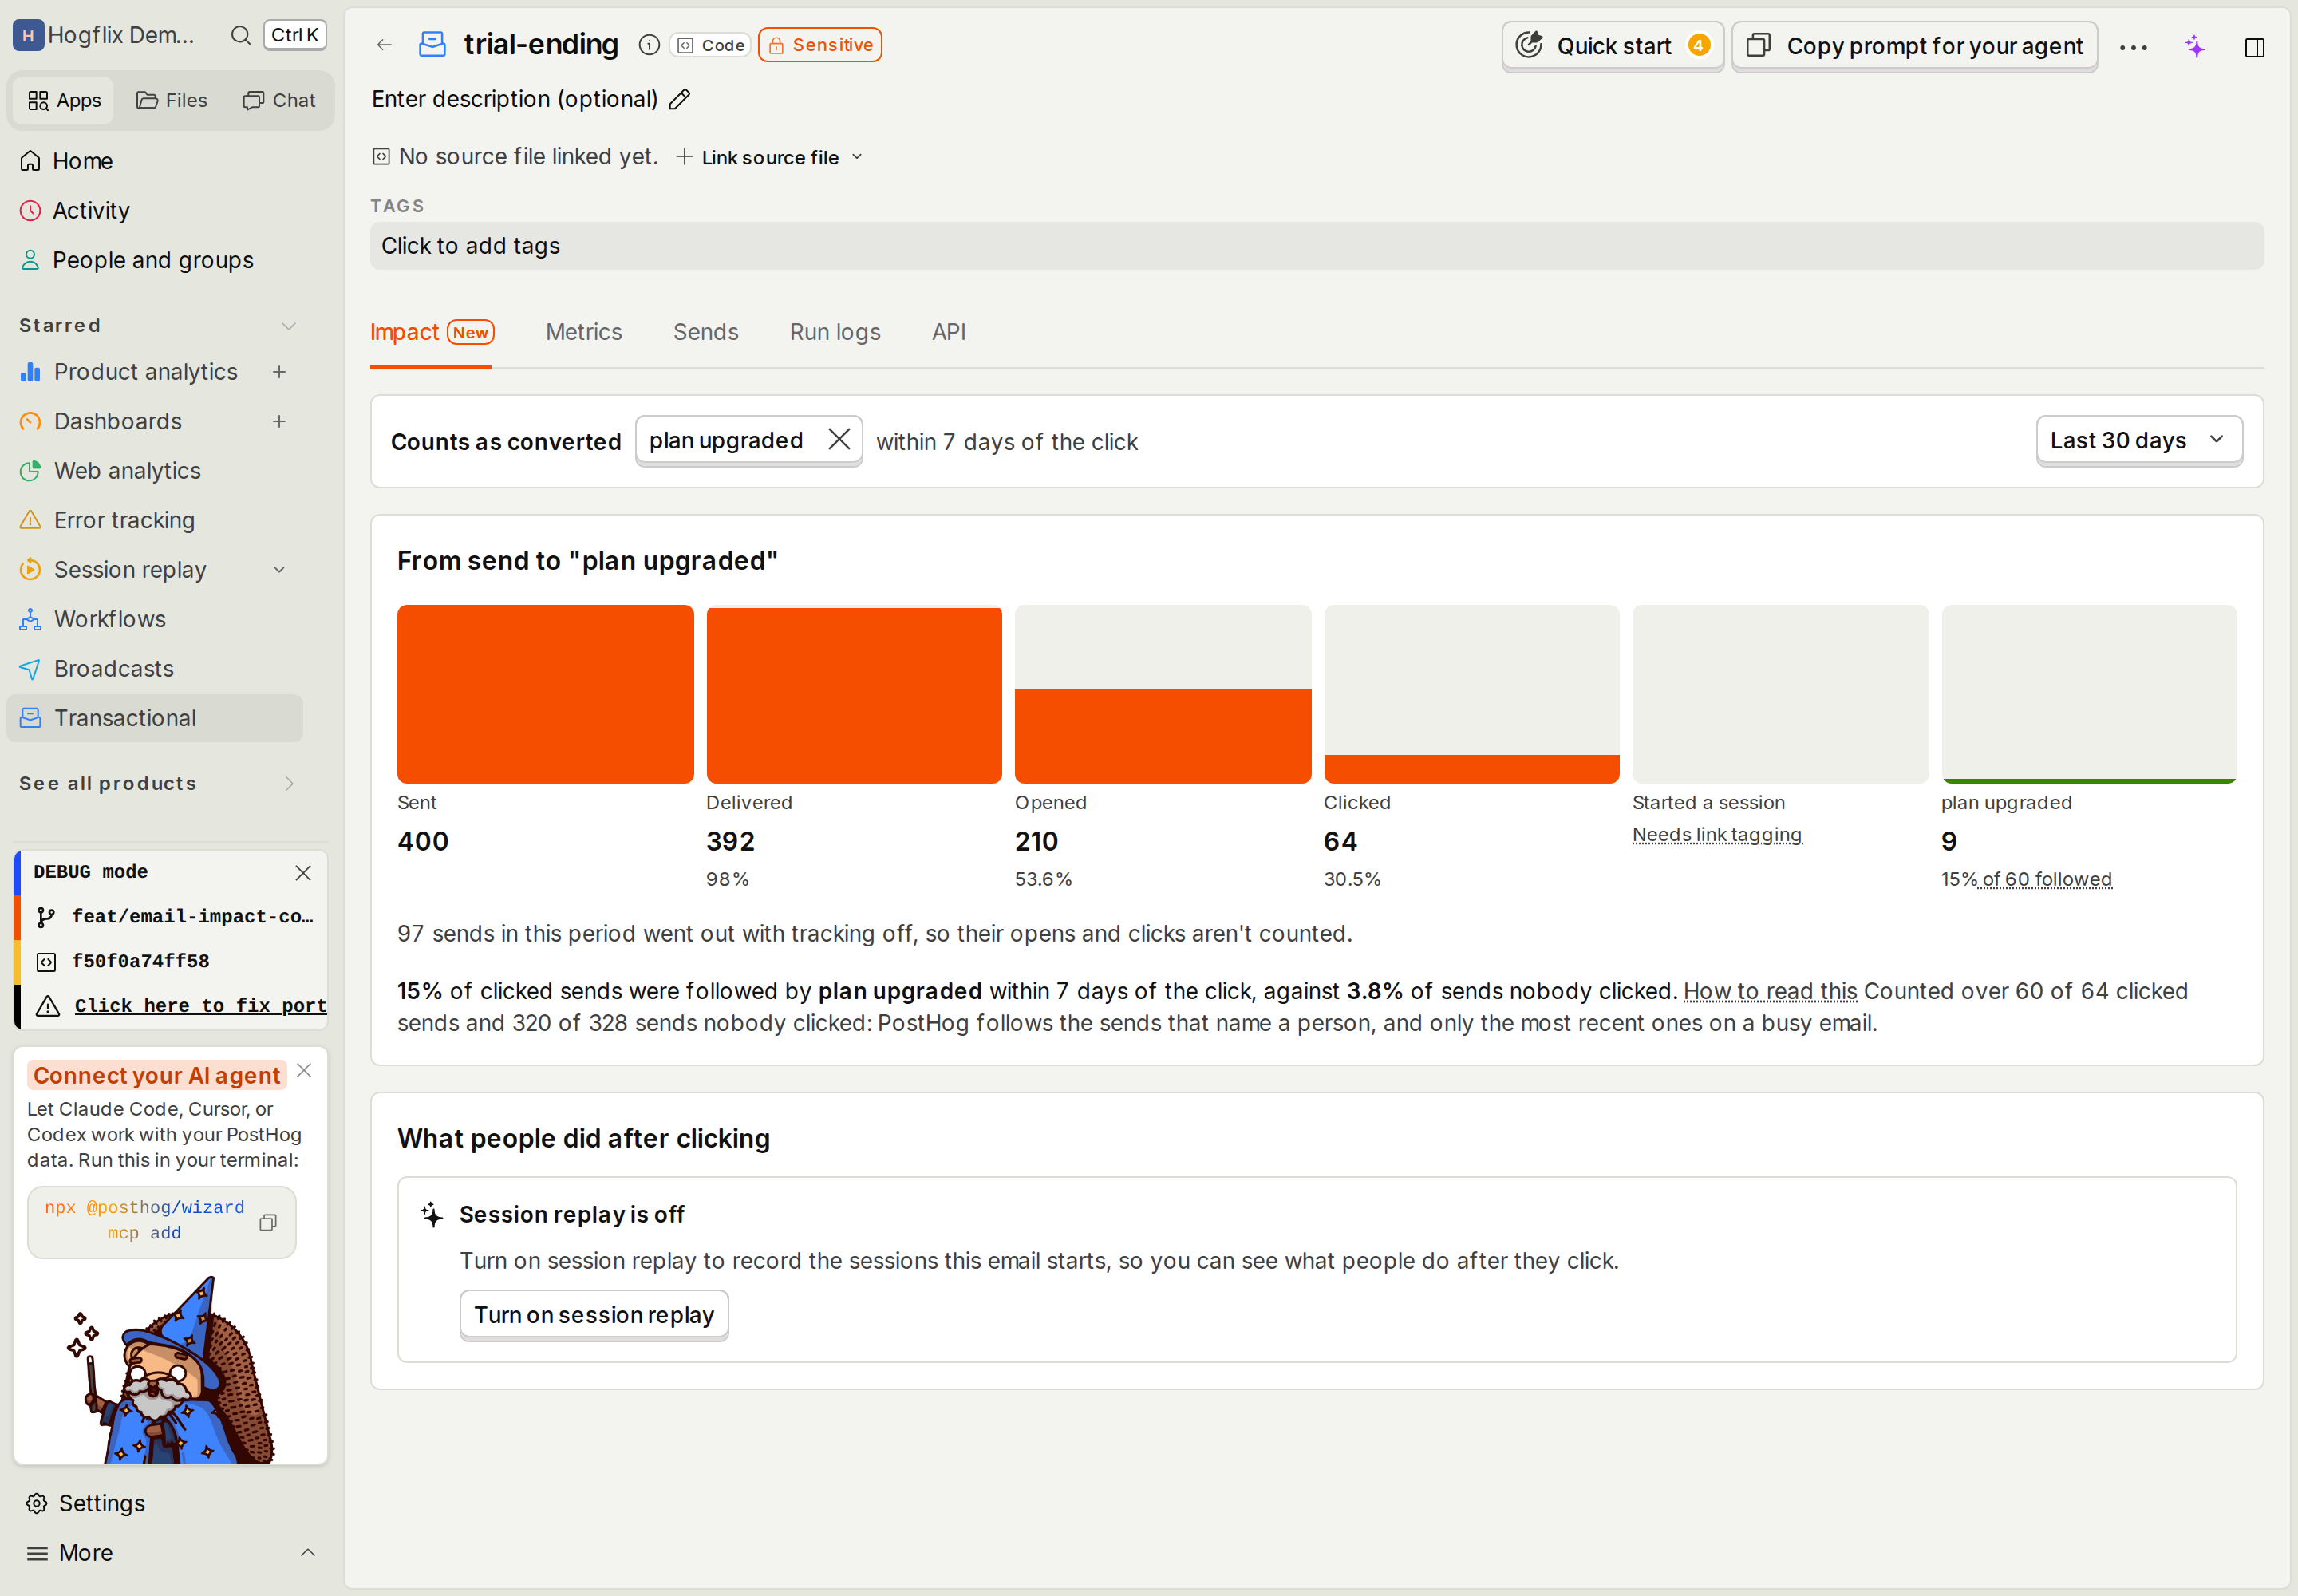 H Hogflix Dem... Ctrl K
Apps Files Chat
Home
Activity
People and groups
Starred
Product analytics
Dashboards
Web analytics
Error tracking
Session replay
Workflows
Broadcasts
Transactional
See all products
DEBUG mode
feat/email-impact-co...
f50f0a74ff58
Click here to fix port
Connect your AI agent
Let Claude Code, Cursor, or
Codex work with your PostHog
data. Run this in your terminal:
npx @posthog/wizard
mcp add
Settings
More
trial-ending Code Sensitive
Quick start 4 Copy prompt for your agent
Enter description (optional)
No source file linked yet. Link source file
TAGS
Click to add tags
Impact New Metrics Sends Run logs API
Counts as converted plan upgraded within 7 days of the click Last 30 days
From send to "plan upgraded"
Sent Delivered Opened Clicked Started a session plan upgraded
400 392 210 64 Needs link tagging 9
98% 53.6% 30.5% 15% of 60 followed
97 sends in this period went out with tracking off, so their opens and clicks aren't counted.
15% of clicked sends were followed by plan upgraded within 7 days of the click, against 3.8% of sends nobody clicked. How to read this Counted over 60 of 64 clicked
sends and 320 of 328 sends nobody clicked: PostHog follows the sends that name a person, and only the most recent ones on a busy email.
What people did after clicking
Session replay is off
Turn on session replay to record the sessions this email starts, so you can see what people do after they click.
Turn on session replay